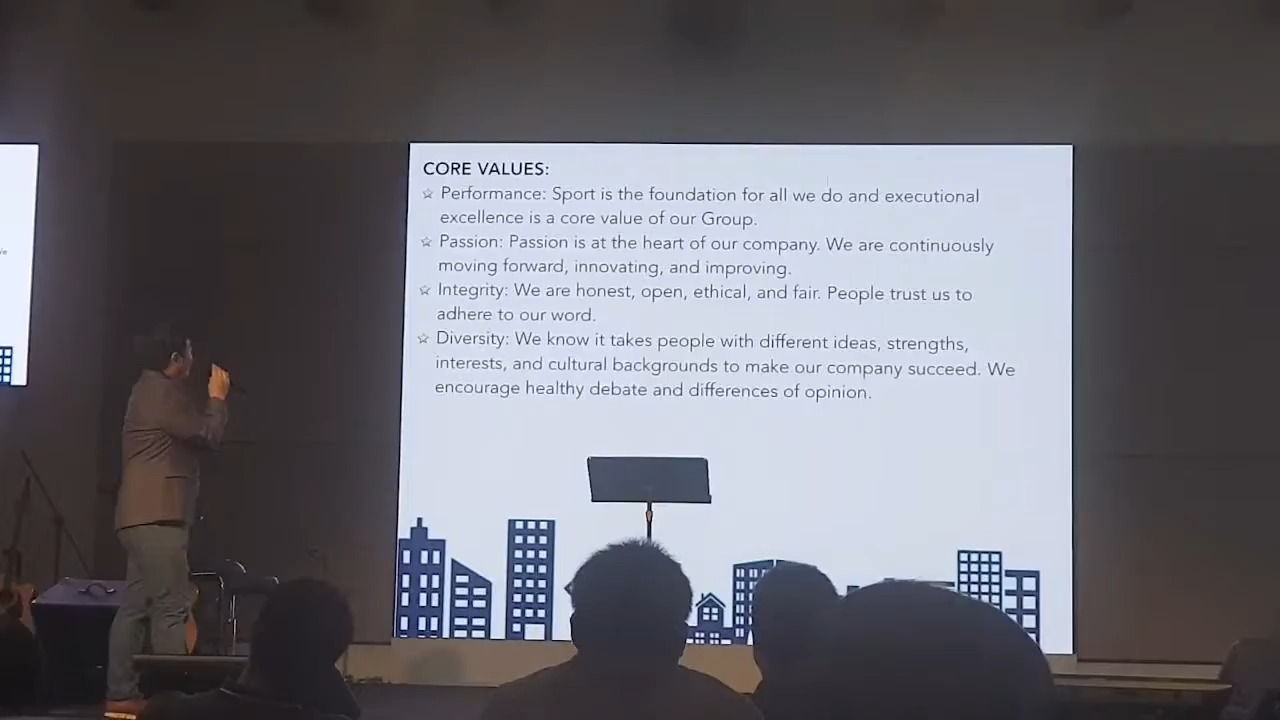 CORE VALUES:
☆ Performance: Sport is the foundation for all we do and executional
excellence is a core value of our Group.
☆ Passion: Passion is at the heart of our company. We are continuously
moving forward, innovating, and improving.
☆ Integrity: We are honest, open, ethical, and fair. People trust us to
adhere to our word.
☆ Diversity: We know it takes people with different ideas, strengths,
interests, and cultural backgrounds to make our company succeed. We
encourage healthy debate and differences of opinion.